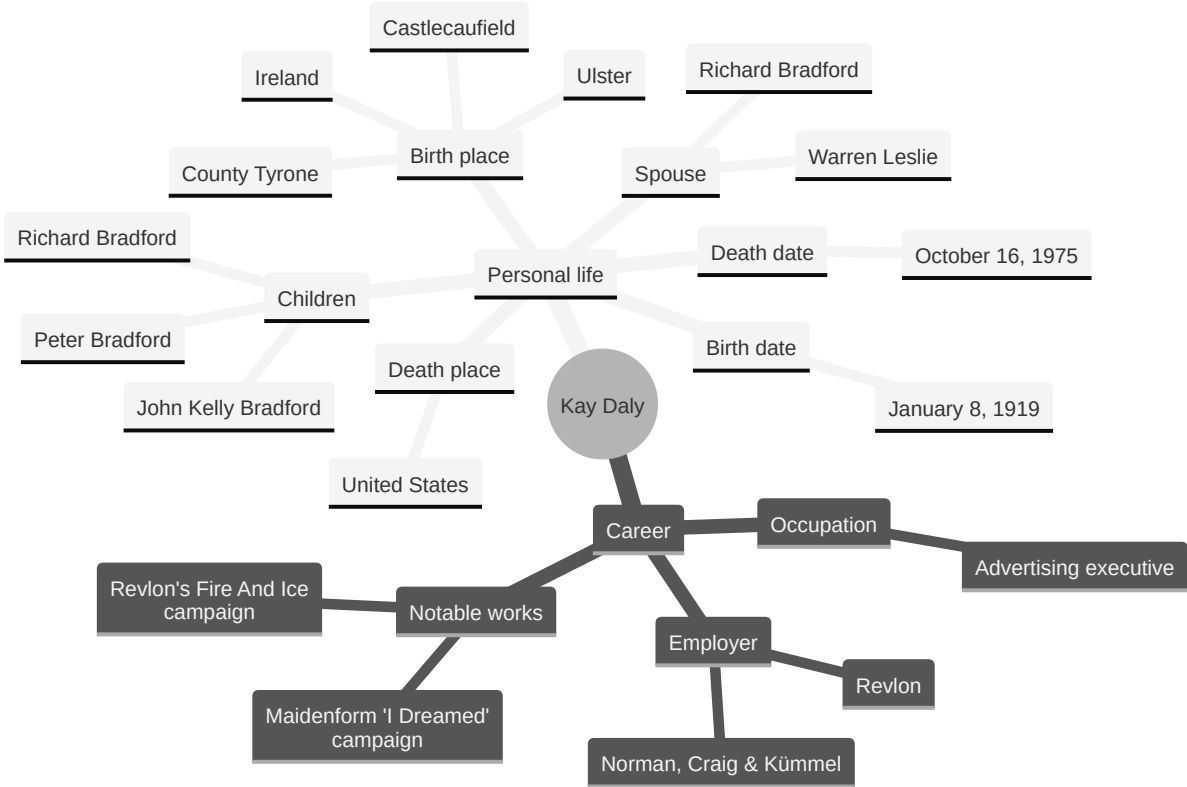 Castlecaufield
Ireland
Ulster
Richard Bradford
Birth place
County Tyrone
Spouse
Warren Leslie
Richard Bradford
Personal life
Death date
October 16, 1975
Children
Peter Bradford
Death place
Birth date
John Kelly Bradford
Kay Daly
January 8, 1919
United States
Career
Occupation
Advertising executive
Revlon's Fire And Ice
campaign
Notable works
Employer
Revlon
Maidenform 'I Dreamed'
campaign
Norman, Craig & Kümmel